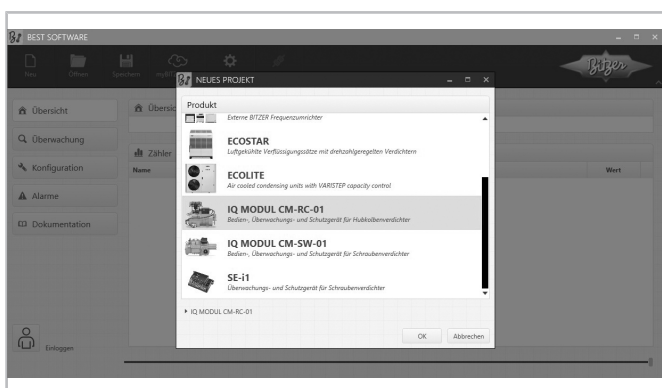 BEST SOFTWARE
Neu
Öffnen
Speichern
Bitzer
NEUES PROJEKT
Übersicht
Überwachung
Konfiguration
Alarme
Dokumentation
Einloggen
Zähler
Name
Wert
Produkt
Externe BITZER Frequenzumrichter
ECOSTAR
Luftgekühlte Verflüssigungssätze mit drehzahlgeregelten Verdichtern
ECOLITE
Air cooled condensing units with VARISTEP capacity control
IQ MODUL CM-RC-01
Bedien-, Überwachungs- und Schutzgerät für Hubkolbenverdichter
IQ MODUL CM-SW-01
Bedien-, Überwachungs- und Schutzgerät für Schraubenverdichter
SE-i1
Überwachungs- und Schutzgerät für Schraubenverdichter
IQ MODUL CM-RC-01
OK
Abbrechen